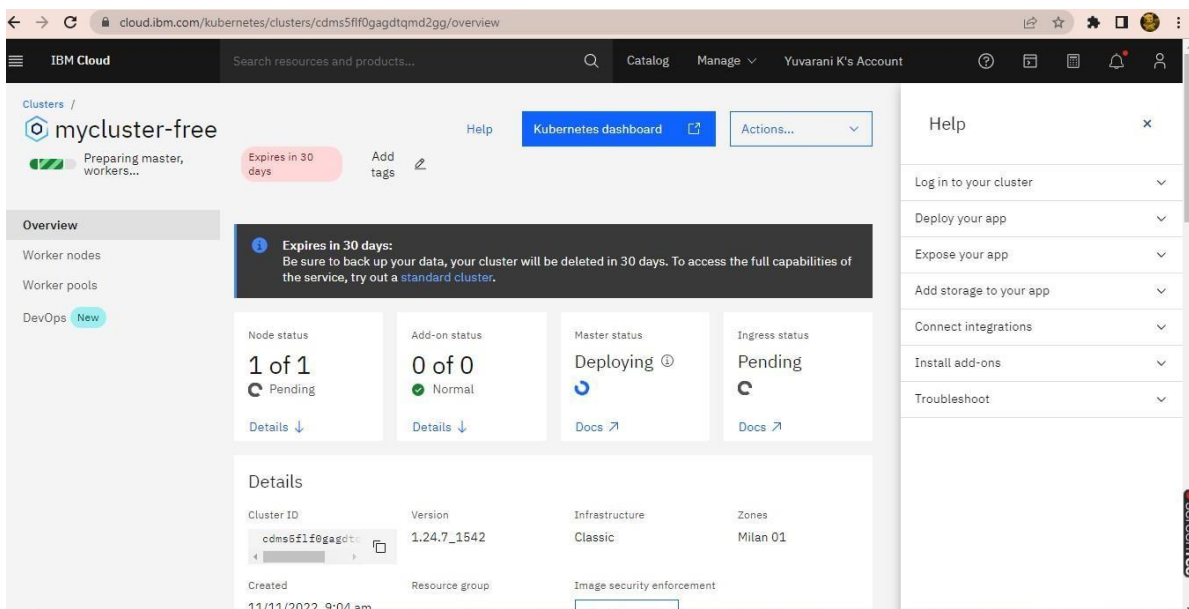 cloud.ibm.com/kubernetes/clusters/cdms5flf0gagdtqmd2gg/overview
IBM Cloud
Search resources and products...
Catalog
Manage
Yuvarani K's Account
Clusters /
mycluster-free
Preparing master,
workers...
Expires in 30
days
Add
tags
Help
Kubernetes dashboard
Actions...
Overview
Worker nodes
Worker pools
DevOps New
Expires in 30 days:
Be sure to back up your data, your cluster will be deleted in 30 days. To access the full capabilities of
the service, try out a standard cluster.
Node status
1 of 1
Pending
Details
Add-on status
0 of 0
Normal
Details
Master status
Deploying
Docs
Ingress status
Pending
Docs
Details
Cluster ID
cdms5flf0gagdt
Version
1.24.7_1542
Infrastructure
Classic
Zones
Milan 01
Created
11/11/2022, 9:04 am
Resource group
Image security enforcement
Help
Log in to your cluster
Deploy your app
Expose your app
Add storage to your app
Connect integrations
Install add-ons
Troubleshoot